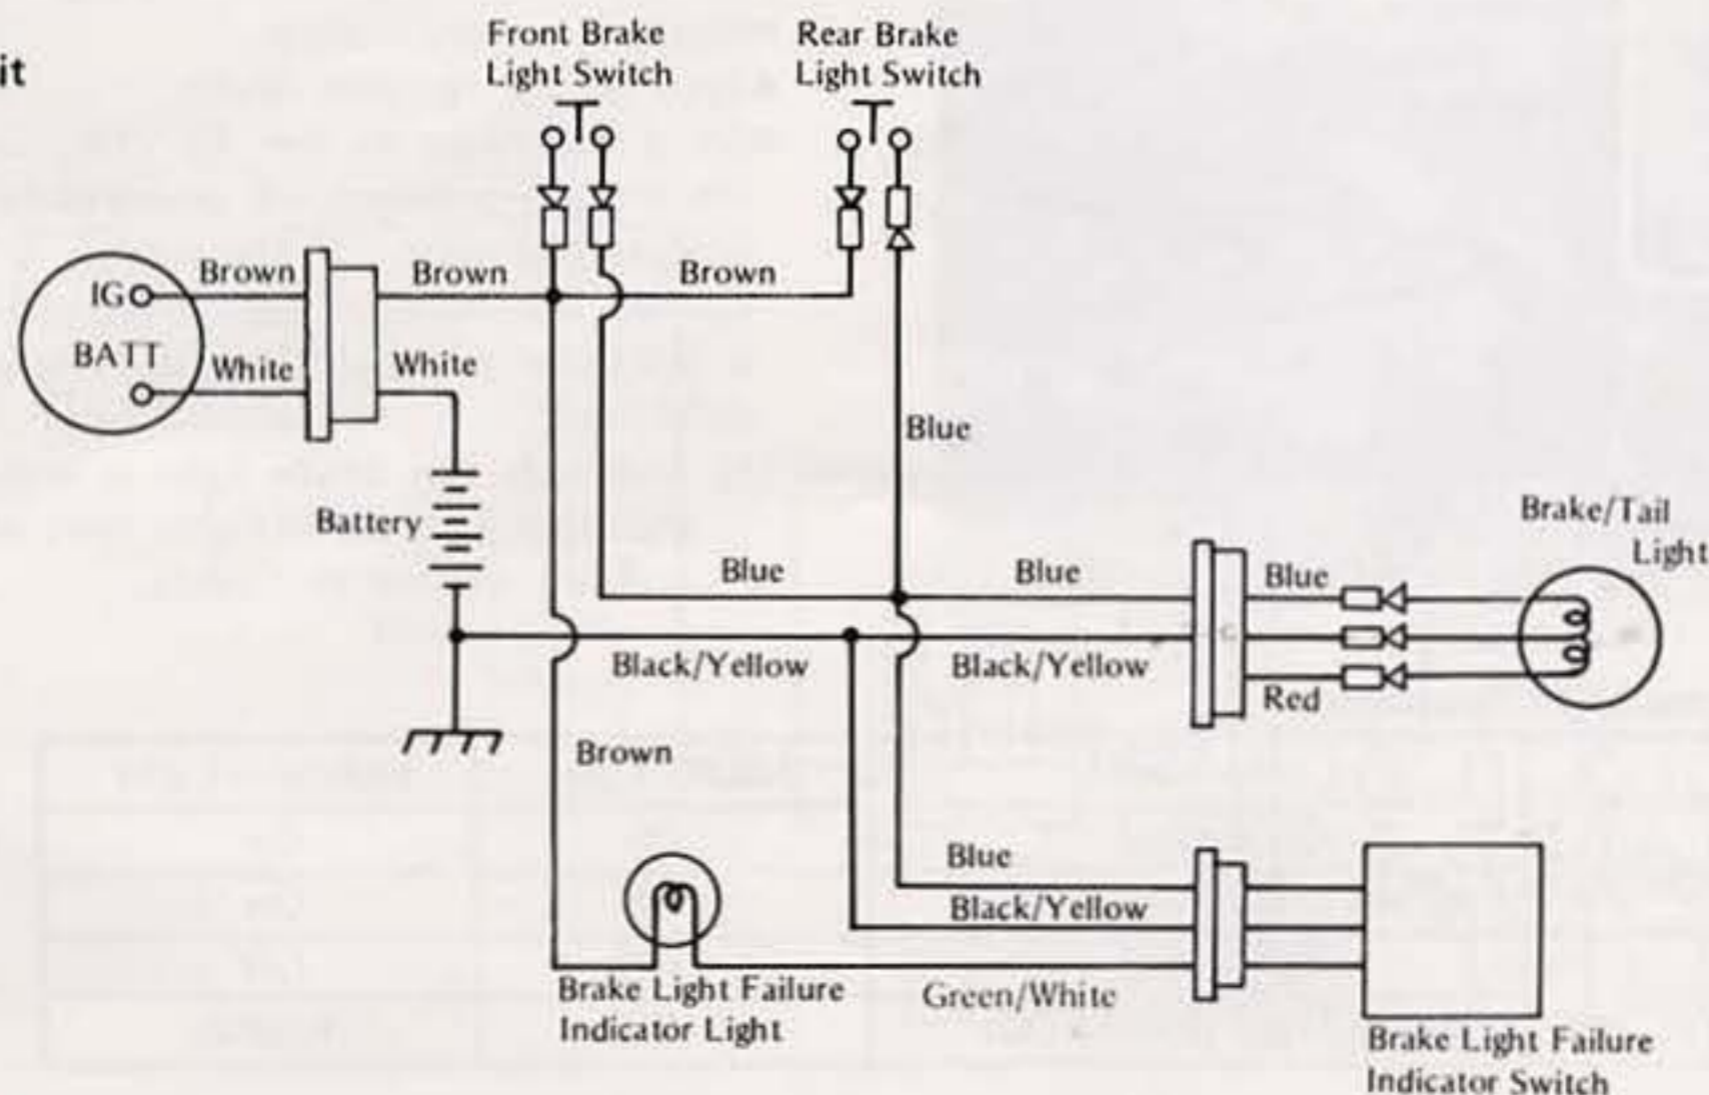 it
Front Brake
Light Switch
Rear Brake
Light Switch
IG
BATT
Brown
Brown
Brown
White
White
Battery
Blue
Blue
Blue
Blue
Brake/Tail
Light
Black/Yellow
Black/Yellow
Red
Brown
Blue
Black/Yellow
Green/White
Brake Light Failure
Indicator Light
Brake Light Failure
Indicator Switch